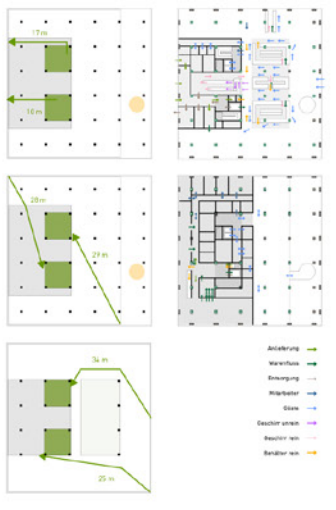 17 m
16 m
28 m
29 m
34 m
25 m
Anlieferung
Warenfluss
Entsorgung
Mitarbeiter
Gäste
Geschirr unrein
Geschirr rein
Behälter rein